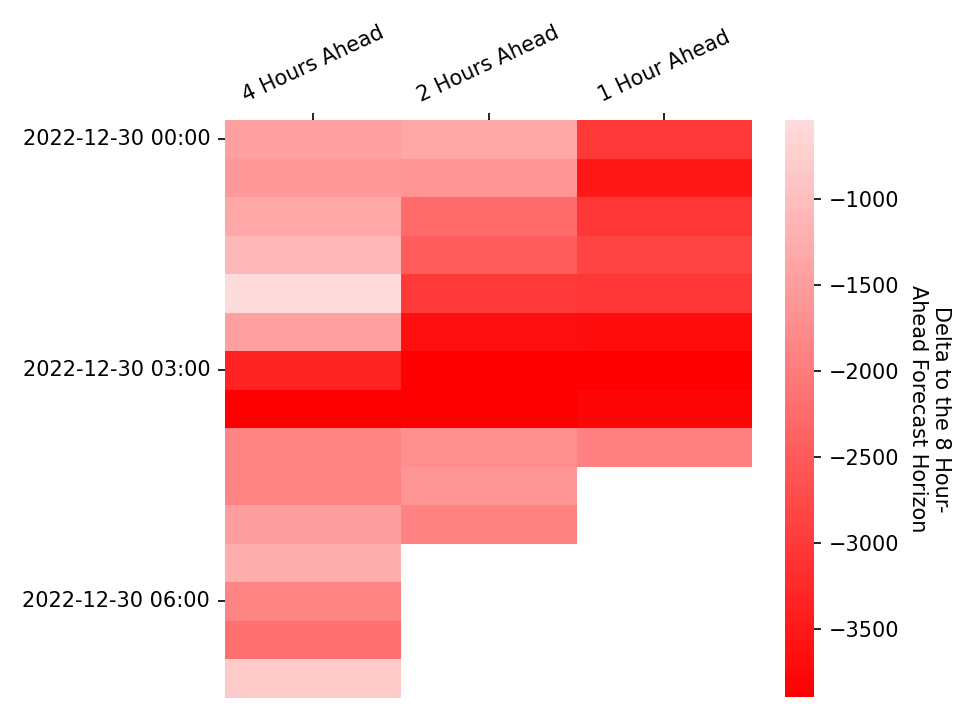 4 Hours Ahead
2 Hours Ahead
1 Hour Ahead
2022-12-30 00:00
2022-12-30 03:00
2022-12-30 06:00
−1000
−1500
−2000
−2500
−3000
−3500
Delta to the 8 Hour-
Ahead Forecast Horizon